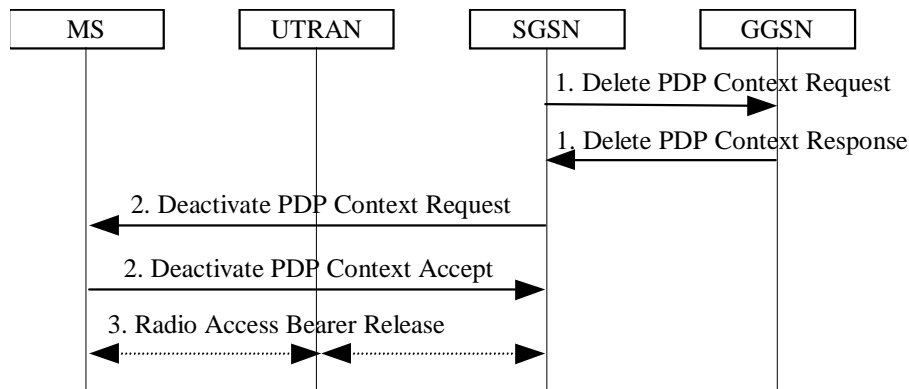 MS UTRAN SGSN GGSN
1. Delete PDP Context Request
1. Delete PDP Context Response
2. Deactivate PDP Context Request
2. Deactivate PDP Context Accept
3. Radio Access Bearer Release